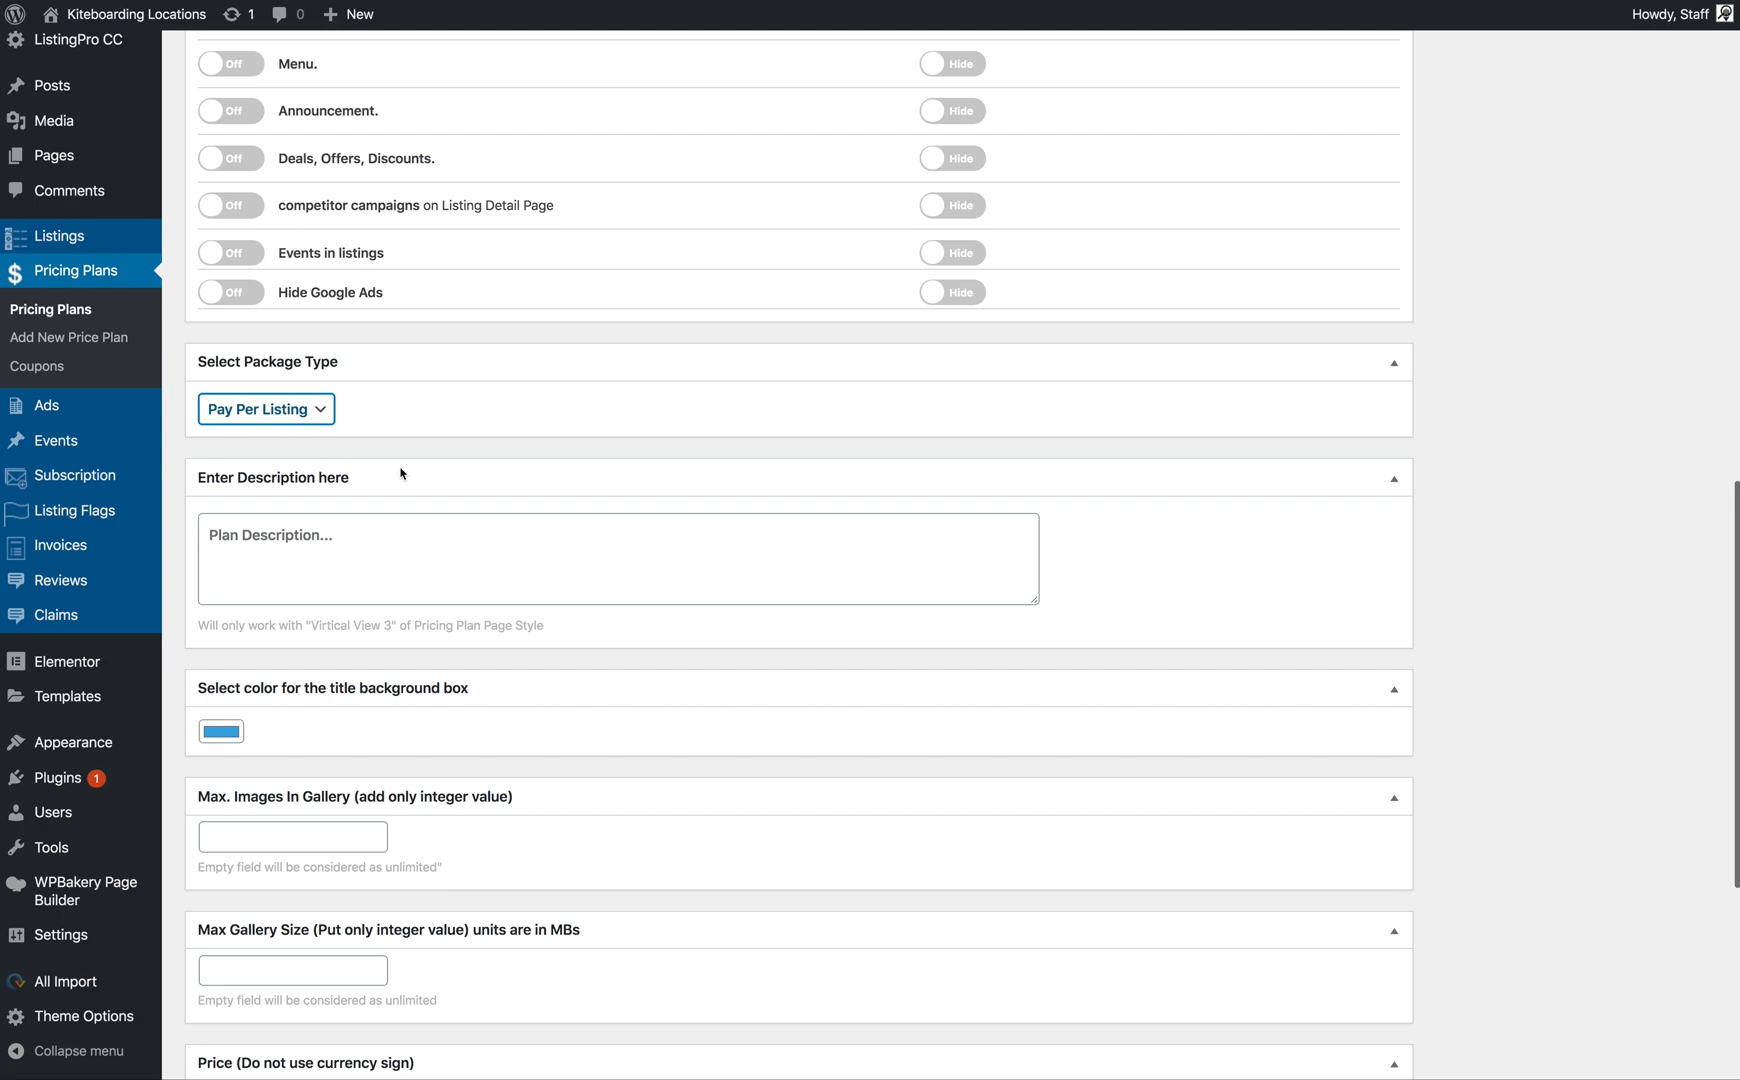 Kiteboarding Locations 1 0 New Howdy, Staff
ListingPro CC
Posts
Media
Pages
Comments
Listings
Pricing Plans
Pricing Plans
Add New Price Plan
Coupons
Ads
Events
Subscription
Listing Flags
Invoices
Reviews
Claims
Elementor
Templates
Appearance
Plugins 1
Users
Tools
WPBakery Page
Builder
Settings
All Import
Theme Options
Collapse menu
Off Menu. Hide
Off Announcement. Hide
Off Deals, Offers, Discounts. Hide
Off competitor campaigns on Listing Detail Page Hide
Off Events in listings Hide
Off Hide Google Ads Hide
Select Package Type
Pay Per Listing
Enter Description here
Plan Description...
Will only work with "Virtical View 3" of Pricing Plan Page Style
Select color for the title background box
Max. Images In Gallery (add only integer value)
Empty field will be considered as unlimited"
Max Gallery Size (Put only integer value) units are in MBs
Empty field will be considered as unlimited
Price (Do not use currency sign)